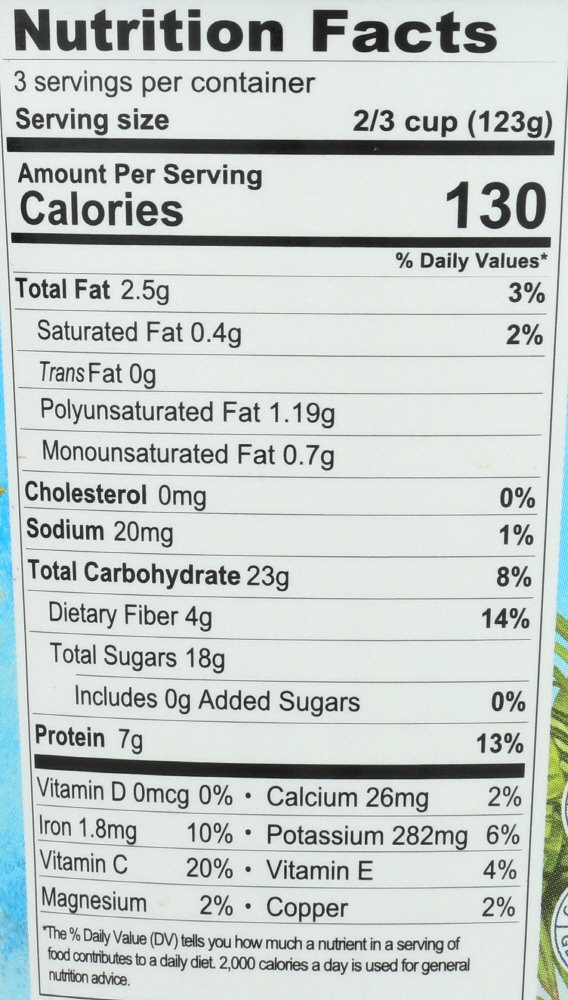 Nutrition Facts
3 servings per container
Serving size 2/3 cup (123g)
Amount Per Serving
Calories 130
% Daily Values*
Total Fat 2.5g 3%
Saturated Fat 0.4g 2%
Trans Fat 0g
Polyunsaturated Fat 1.19g
Monounsaturated Fat 0.7g
Cholesterol 0mg 0%
Sodium 20mg 1%
Total Carbohydrate 23g 8%
Dietary Fiber 4g 14%
Total Sugars 18g
Includes 0g Added Sugars 0%
Protein 7g 13%
Vitamin D 0mcg 0% • Calcium 26mg 2%
Iron 1.8mg 10% • Potassium 282mg 6%
Vitamin C 20% • Vitamin E 4%
Magnesium 2% • Copper 2%
*The % Daily Value (DV) tells you how much a nutrient in a serving of
food contributes to a daily diet. 2,000 calories a day is used for general
nutrition advice.